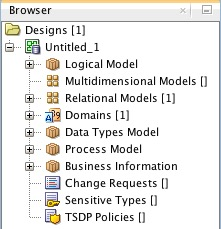 Browser
Designs [1]
Untitled_1
Logical Model
Multidimensional Models []
Relational Models [1]
Domains [1]
Data Types Model
Process Model
Business Information
Change Requests []
Sensitive Types []
TSDP Policies []